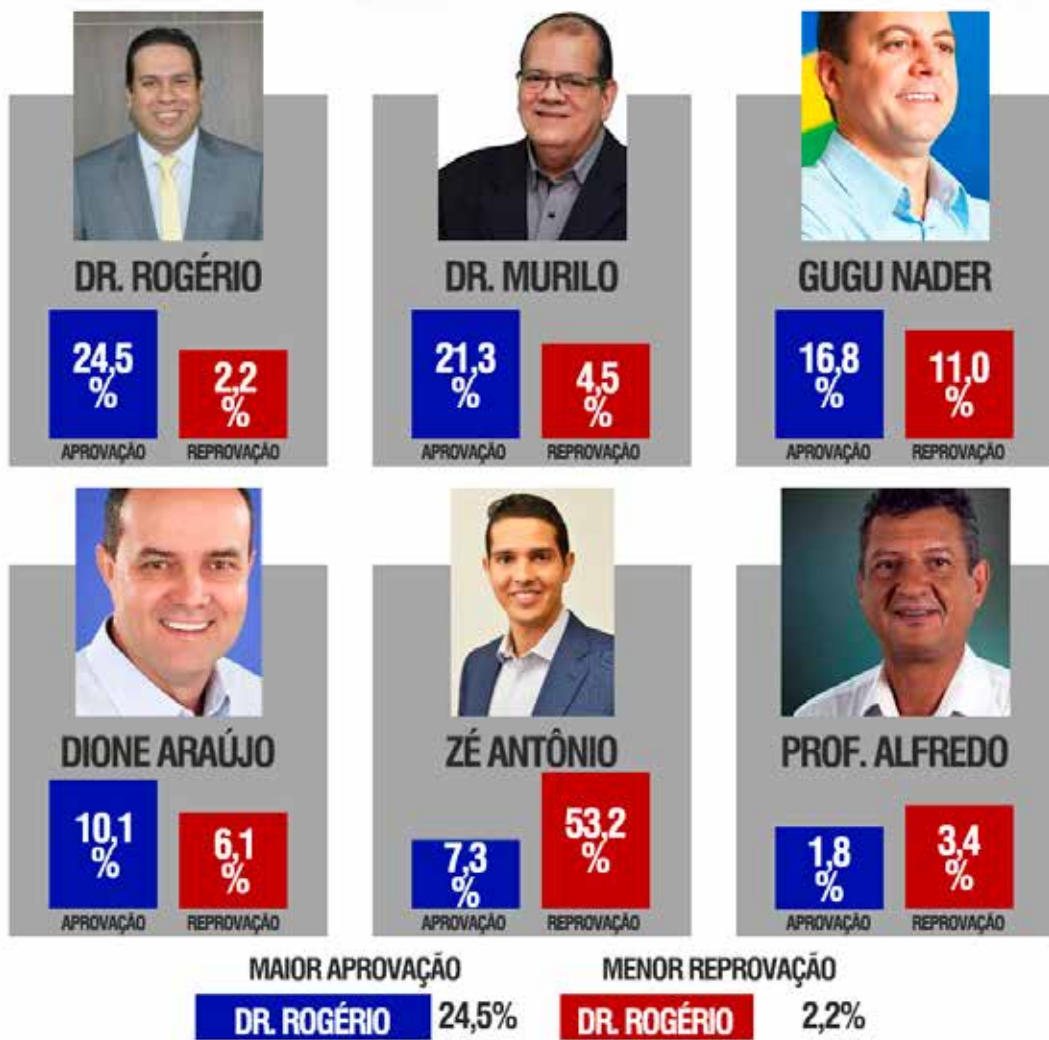 DR. ROGÉRIO
24,5
%
2,2
%
APROVAÇÃO
REPROVAÇÃO
DR. MURILO
21,3
%
4,5
%
APROVAÇÃO
REPROVAÇÃO
GUGU NADER
16,8
%
11,0
%
APROVAÇÃO
REPROVAÇÃO
DIONE ARAÚJO
10,1
%
6,1
%
APROVAÇÃO
REPROVAÇÃO
ZÉ ANTÔNIO
7,3
%
53,2
%
APROVAÇÃO
REPROVAÇÃO
PROF. ALFREDO
1,8
%
3,4
%
APROVAÇÃO
REPROVAÇÃO
MAIOR APROVAÇÃO
DR. ROGÉRIO 24,5%
MENOR REPROVAÇÃO
DR. ROGÉRIO 2,2%